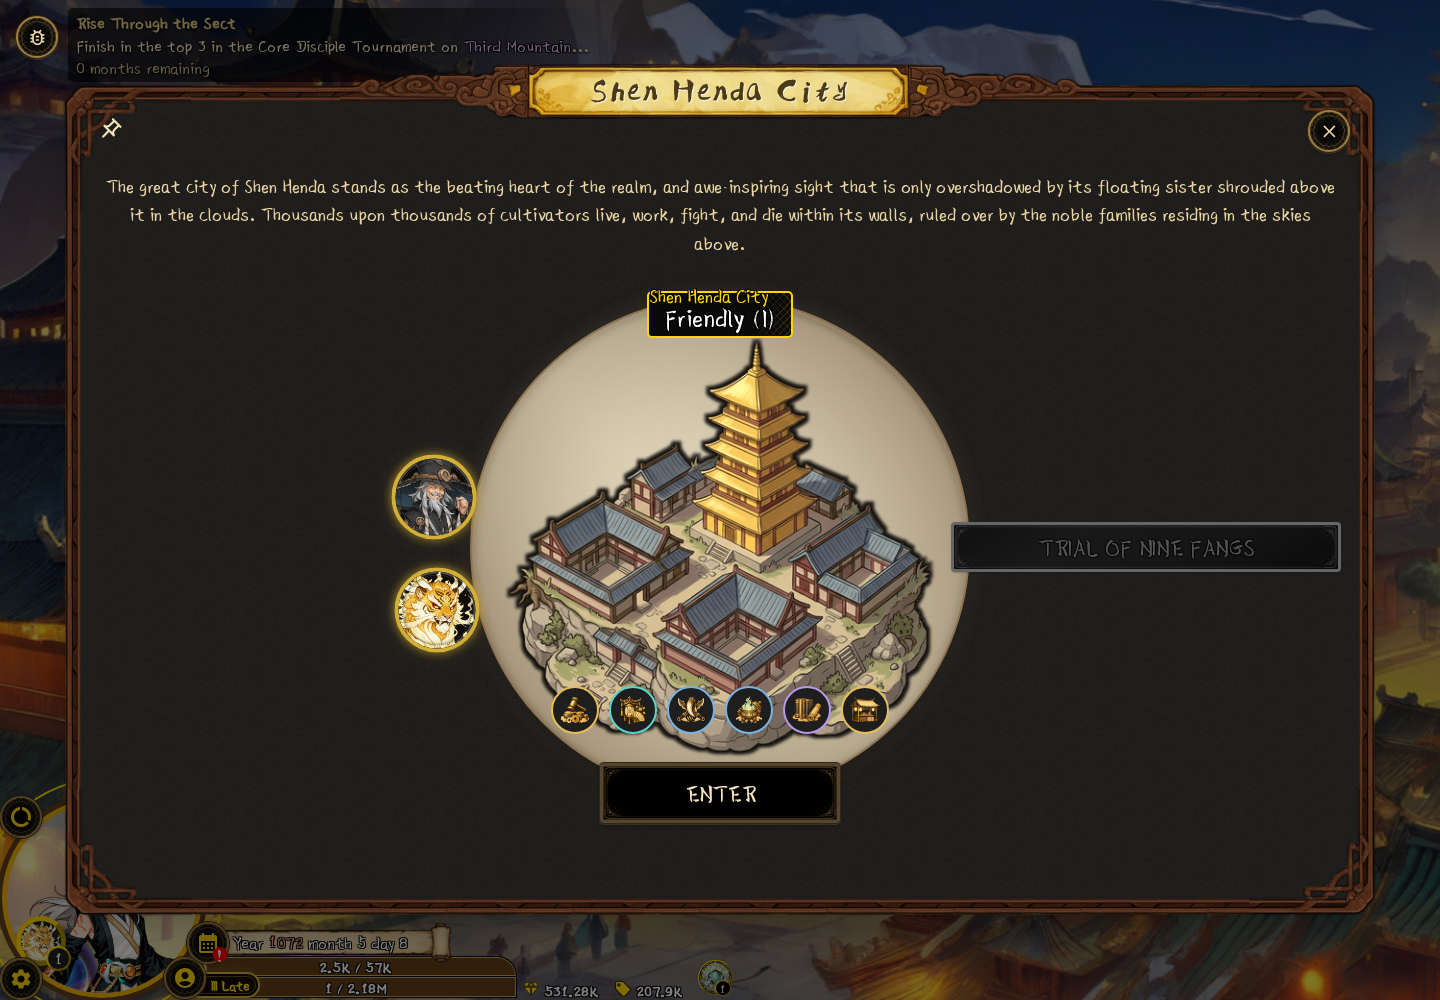 Rise Through the Sect
Finish in the top 3 in the Core Disciple Tournament on Third Mountain...
0 months remaining
Shen Henda City
The great city of Shen Henda stands as the beating heart of the realm, and awe-inspiring sight that is only overshadowed by its floating sister shrouded above
it in the clouds. Thousands upon thousands of cultivators live, work, fight, and die within its walls, ruled over by the noble families residing in the skies
above.
Shen Henda City
Friendly (1)
TRIAL OF NINE FANGS
ENTER
Year 1072 month 5 day 8
1
2.5K / 57K
III Late
1 / 2.18M
531.28K
207.9K
1